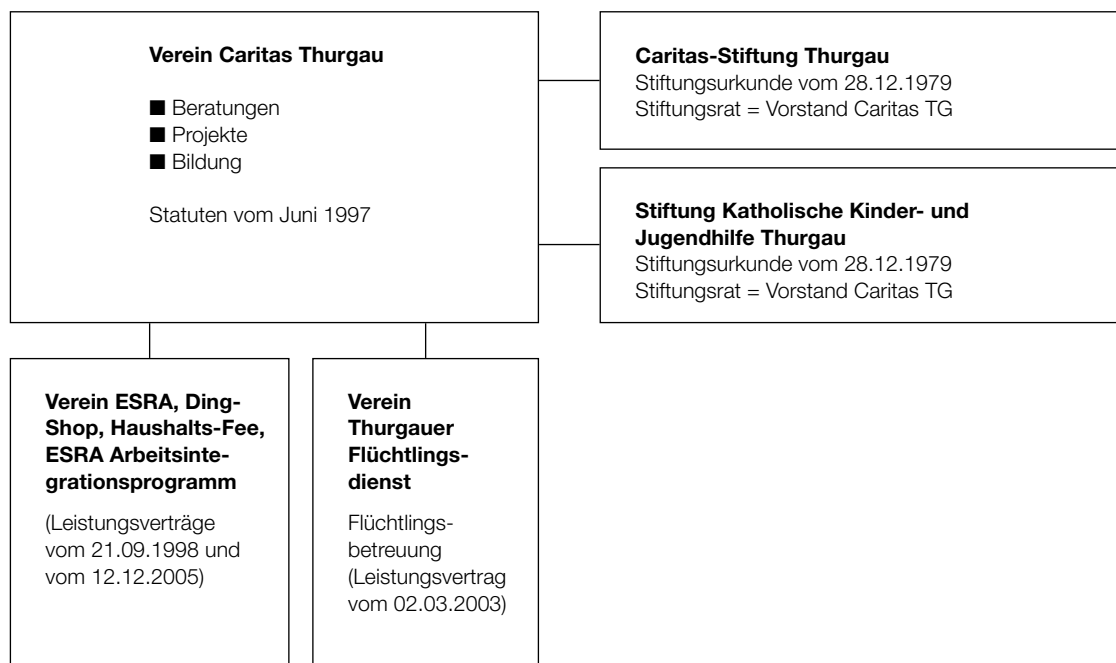 Verein Caritas Thurgau
■ Beratungen
■ Projekte
■ Bildung
Statuten vom Juni 1997
Caritas-Stiftung Thurgau
Stiftungsurkunde vom 28.12.1979
Stiftungsrat = Vorstand Caritas TG
Stiftung Katholische Kinder- und
Jugendhilfe Thurgau
Stiftungsurkunde vom 28.12.1979
Stiftungsrat = Vorstand Caritas TG
Verein ESRA, Ding-
Shop, Haushalts-Fee,
ESRA Arbeitsinte-
grationsprogramm
(Leistungsverträge
vom 21.09.1998 und
vom 12.12.2005)
Verein
Thurgauer
Flüchtlings-
dienst
Flüchtlings-
betreuung
(Leistungsvertrag
vom 02.03.2003)